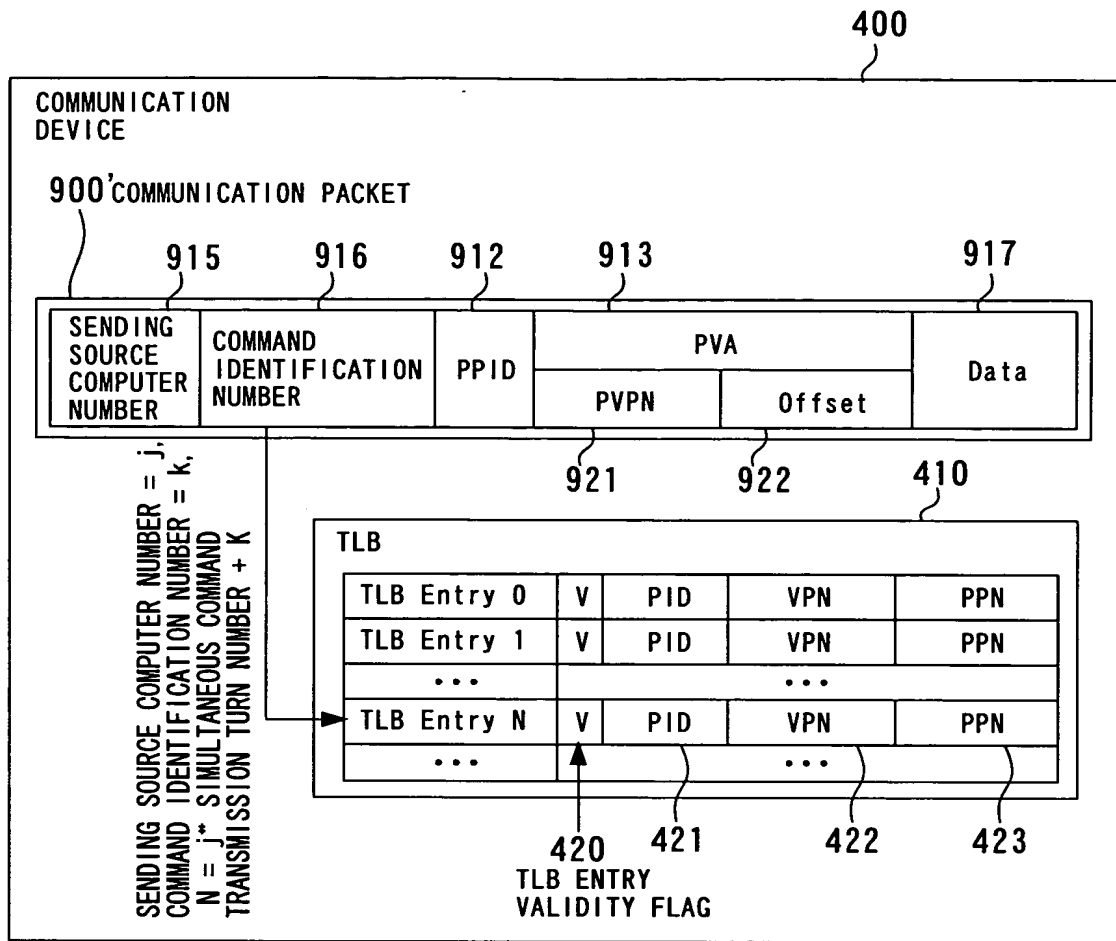 400
COMMUNICATION
DEVICE
900' COMMUNICATION PACKET
915
916
912
913
917
SENDING
SOURCE
COMPUTER
NUMBER
COMMAND
IDENTIFICATION
NUMBER
PPID
PVA
PVPN
Offset
Data
921
922
410
SENDING SOURCE COMPUTER NUMBER = j,
COMMAND IDENTIFICATION NUMBER = k,
N = j* SIMULTANEOUS COMMAND
TRANSMISSION TURN NUMBER + K
TLB
TLB Entry 0 V PID VPN PPN
TLB Entry 1 V PID VPN PPN
••• •••
TLB Entry N V PID VPN PPN
••• •••
420
421
422
423
TLB ENTRY
VALIDITY FLAG